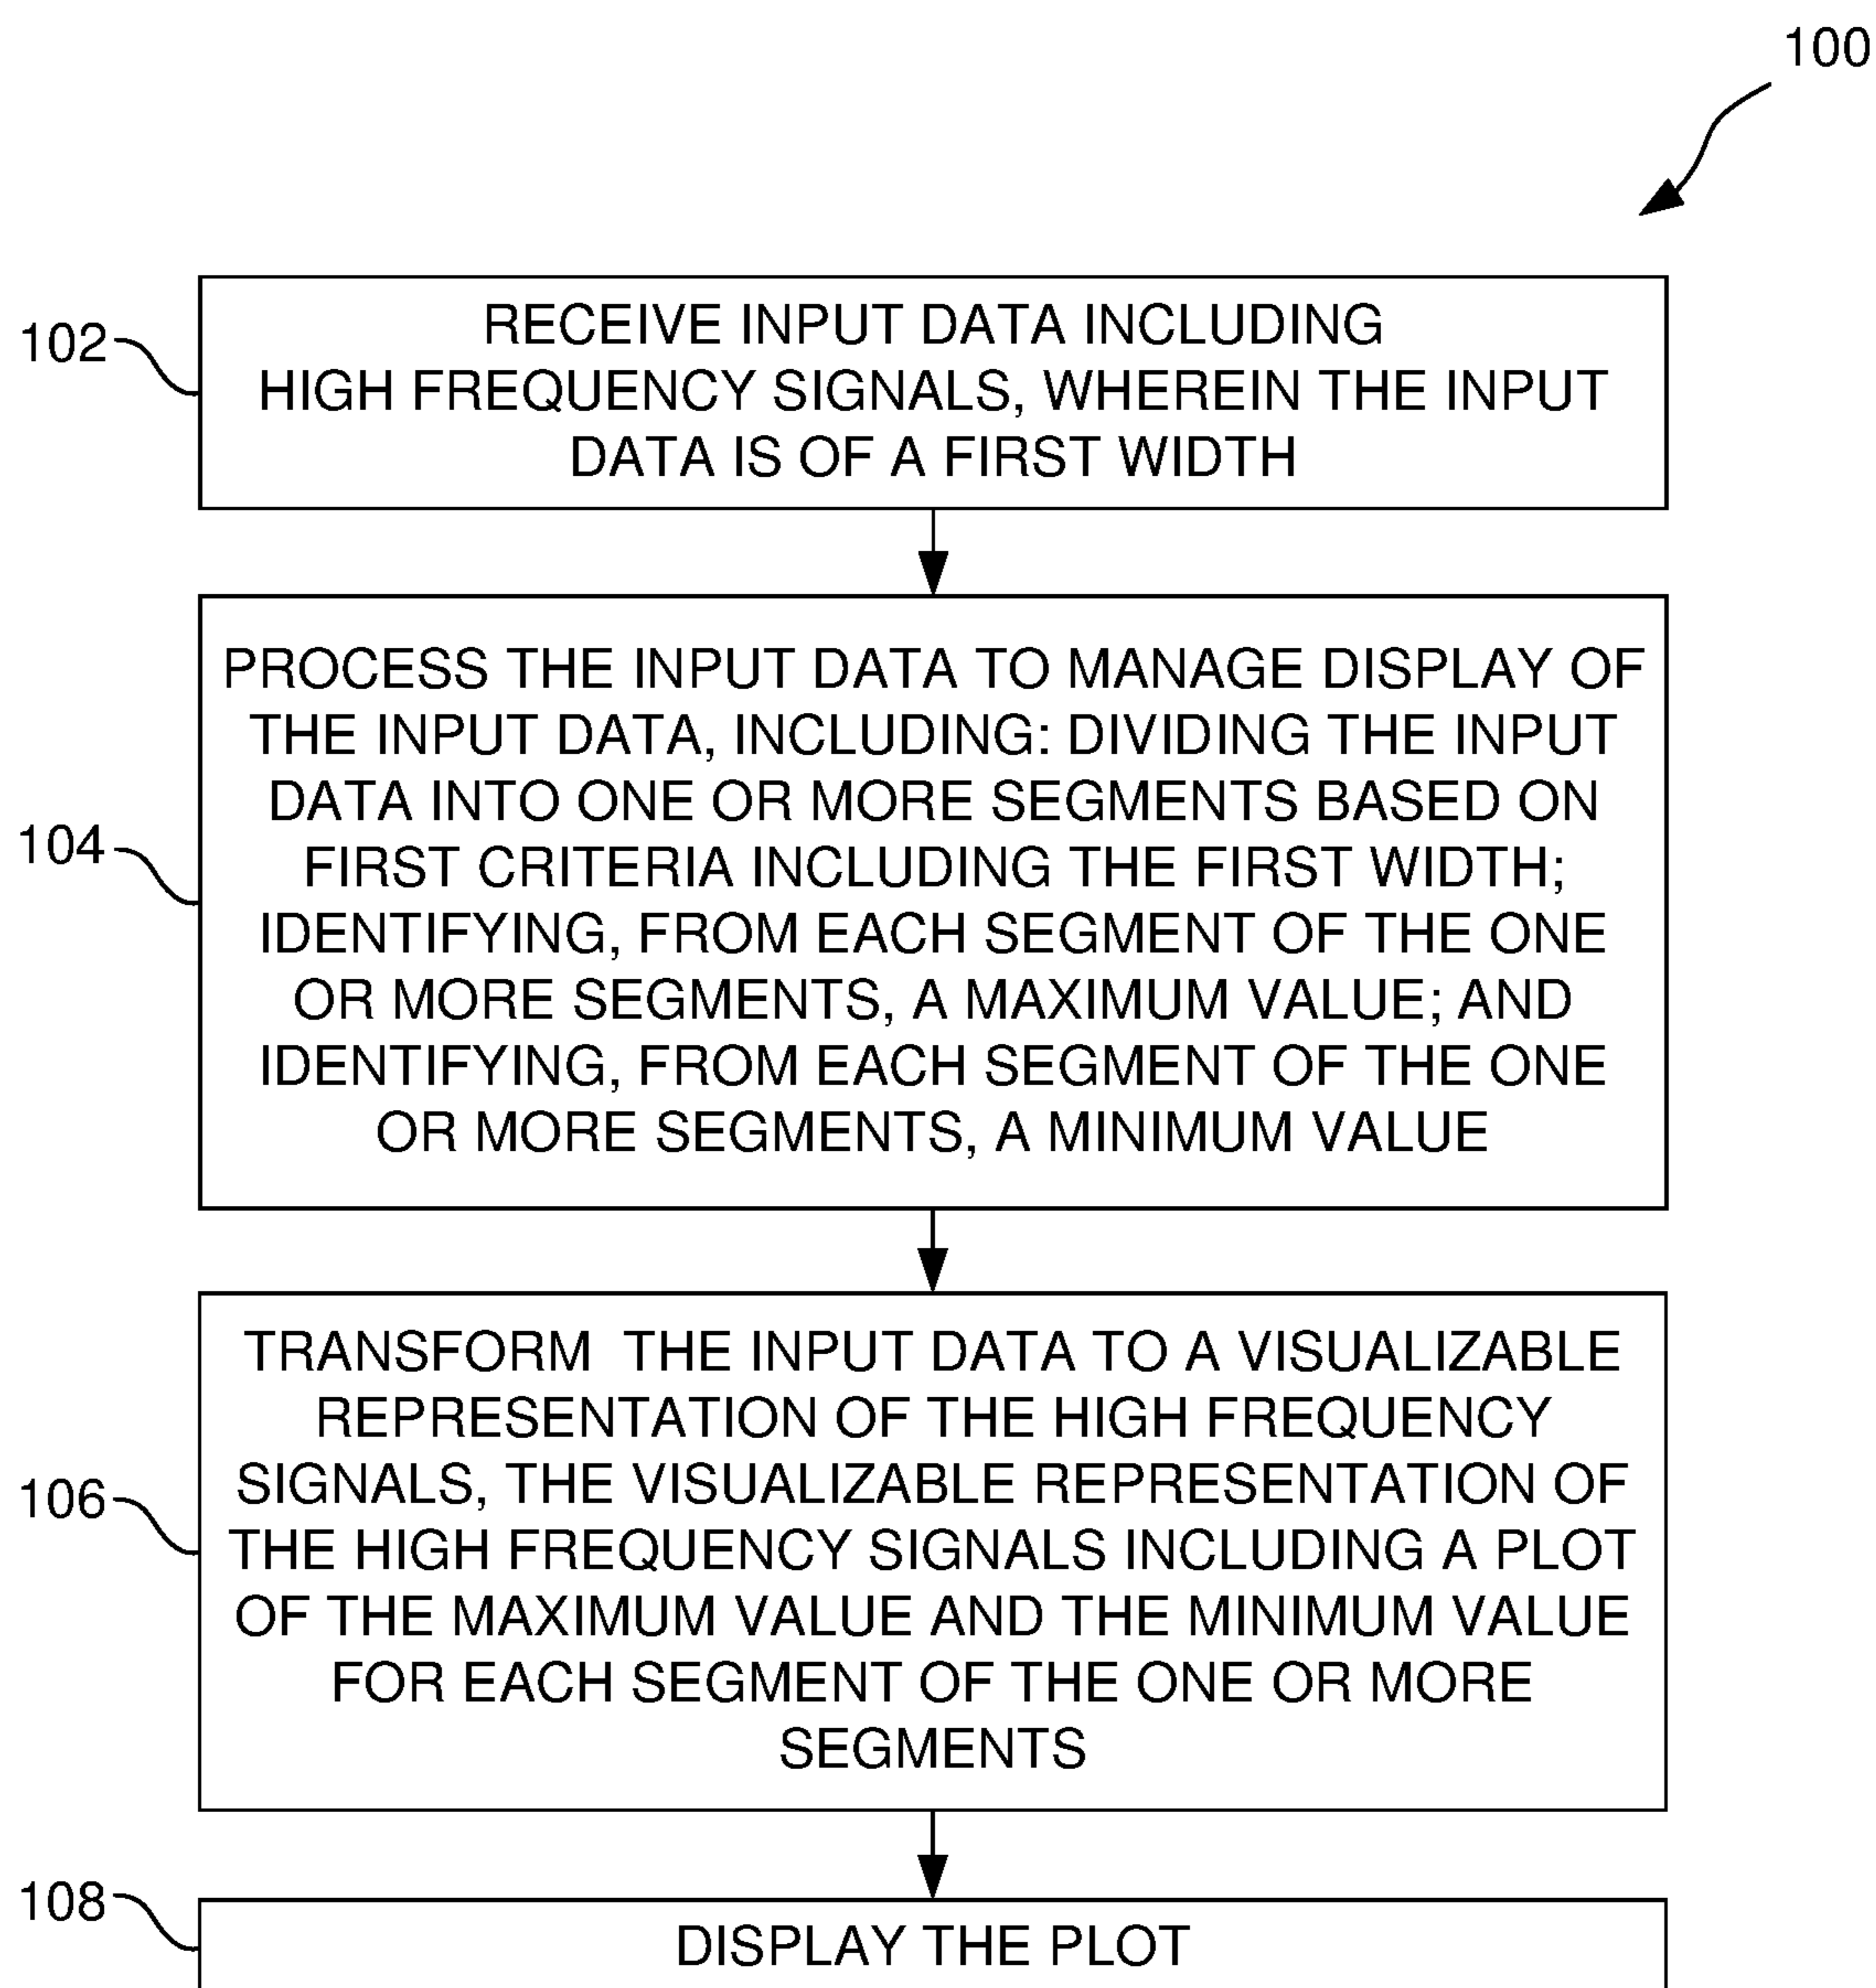 100
102
RECEIVE INPUT DATA INCLUDING
HIGH FREQUENCY SIGNALS, WHEREIN THE INPUT
DATA IS OF A FIRST WIDTH
104
PROCESS THE INPUT DATA TO MANAGE DISPLAY OF
THE INPUT DATA, INCLUDING: DIVIDING THE INPUT
DATA INTO ONE OR MORE SEGMENTS BASED ON
FIRST CRITERIA INCLUDING THE FIRST WIDTH;
IDENTIFYING, FROM EACH SEGMENT OF THE ONE
OR MORE SEGMENTS, A MAXIMUM VALUE; AND
IDENTIFYING, FROM EACH SEGMENT OF THE ONE
OR MORE SEGMENTS, A MINIMUM VALUE
106
TRANSFORM THE INPUT DATA TO A VISUALIZABLE
REPRESENTATION OF THE HIGH FREQUENCY
SIGNALS, THE VISUALIZABLE REPRESENTATION OF
THE HIGH FREQUENCY SIGNALS INCLUDING A PLOT
OF THE MAXIMUM VALUE AND THE MINIMUM VALUE
FOR EACH SEGMENT OF THE ONE OR MORE
SEGMENTS
108
DISPLAY THE PLOT